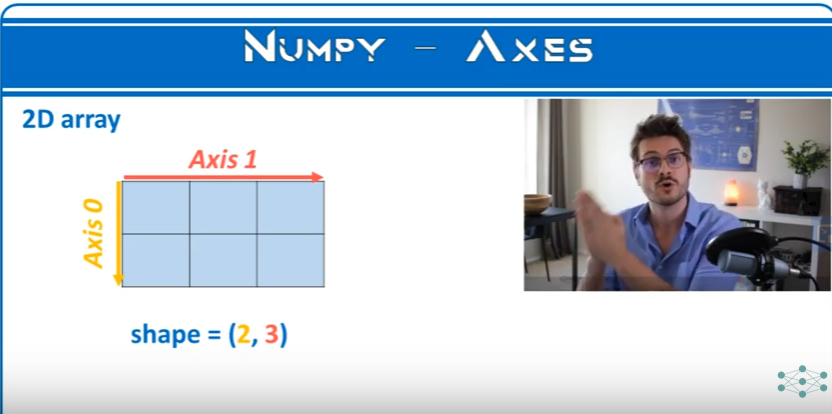 NUMPY – AXES
2D array
Axis 1
Axis 0
shape = (2, 3)